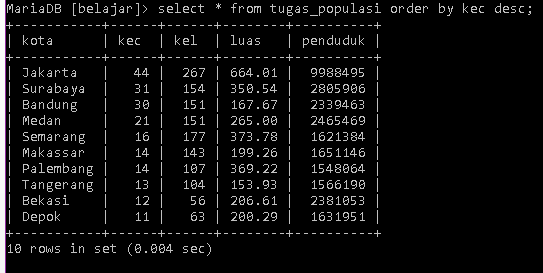 MariaDB [belajar]> select * from tugas_populasi order by kec desc;
+-----------+------+------+--------+----------+
| kota      | kec  | kel  | luas   | penduduk |
+-----------+------+------+--------+----------+
| Jakarta   |   44 |  267 | 664.01 |  9988495 |
| Surabaya  |   31 |  154 | 350.54 |  2805906 |
| Bandung   |   30 |  151 | 167.67 |  2339463 |
| Medan     |   21 |  151 | 265.00 |  2465469 |
| Semarang  |   16 |  177 | 373.78 |  1621384 |
| Makassar  |   14 |  143 | 199.26 |  1651146 |
| Palembang |   14 |  107 | 369.22 |  1548064 |
| Tangerang |   13 |  104 | 153.93 |  1566190 |
| Bekasi    |   12 |   56 | 206.61 |  2381053 |
| Depok     |   11 |   63 | 200.29 |  1631951 |
+-----------+------+------+--------+----------+
10 rows in set (0.004 sec)